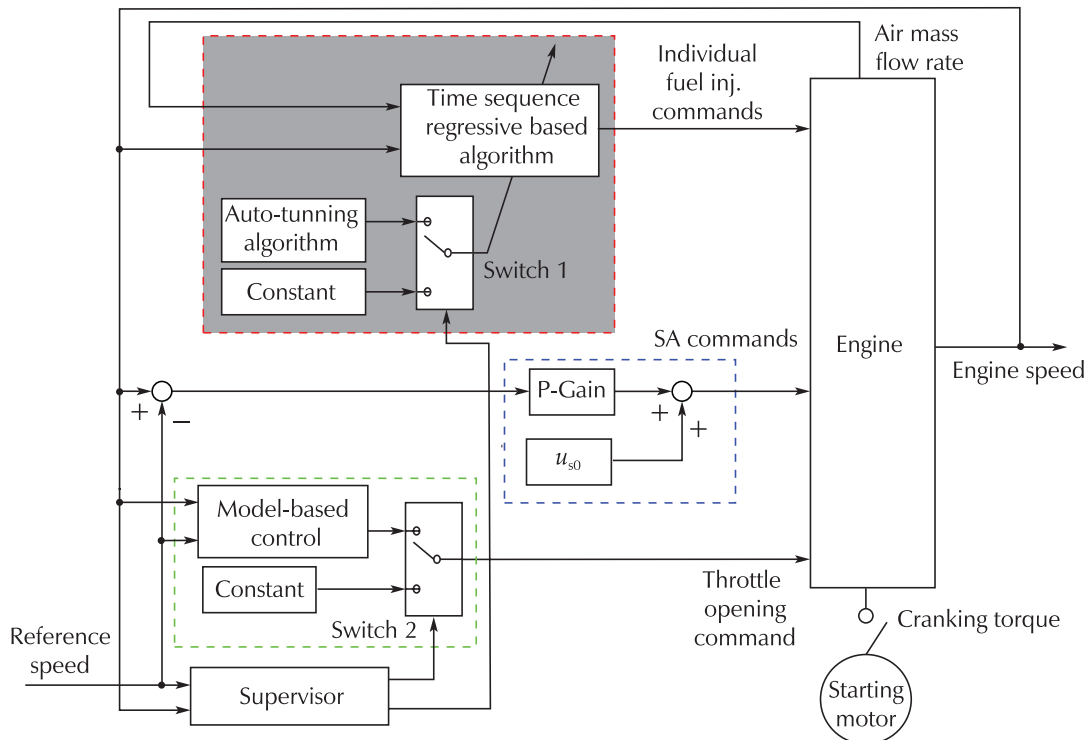 Air mass
flow rate
Individual
fuel inj.
commands
Time sequence
regressive based
algorithm
Auto-tunning
algorithm
Switch 1
Constant
SA commands
Engine
Engine speed
P-Gain
+
−
+
+
u_{s0}
Model-based
control
Constant
Switch 2
Throttle
opening
command
Cranking torque
Reference
speed
Supervisor
Starting
motor